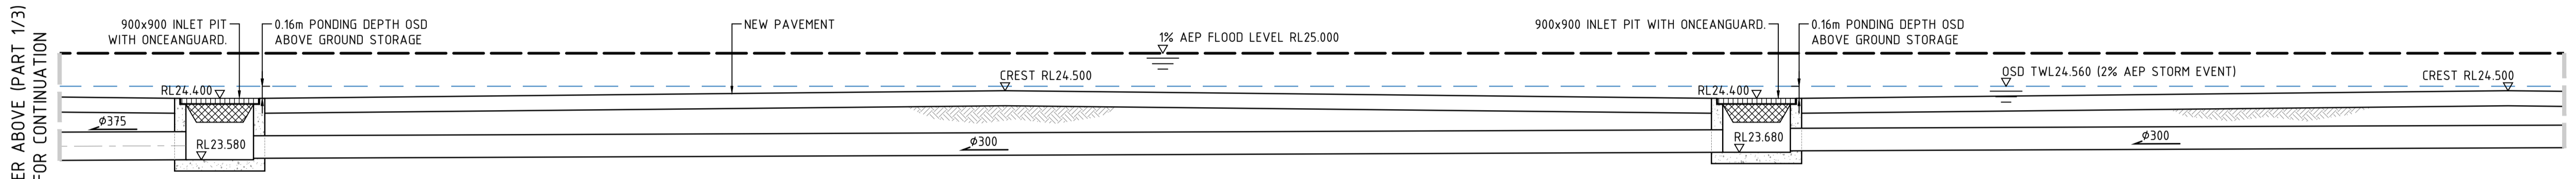 ER ABOVE (PART 1/3)
FOR CONTINUATION
900x900 INLET PIT
WITH ONCEANGUARD.
0.16m PONDING DEPTH OSD
ABOVE GROUND STORAGE
NEW PAVEMENT
1% AEP FLOOD LEVEL RL25.000
900x900 INLET PIT WITH ONCEANGUARD.
0.16m PONDING DEPTH OSD
ABOVE GROUND STORAGE
RL24.400
CREST RL24.500
RL24.400
OSD TWL24.560 (2% AEP STORM EVENT)
CREST RL24.500
ϕ375
RL23.580
ϕ300
RL23.680
ϕ300